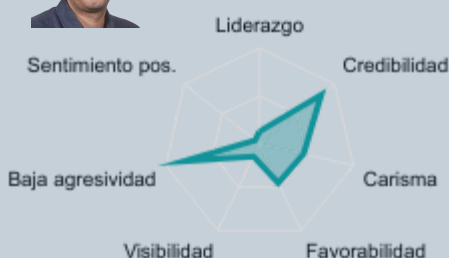 Liderazgo
Sentimiento pos.
Credibilidad
Baja agresividad
Carisma
Visibilidad
Favorabilidad